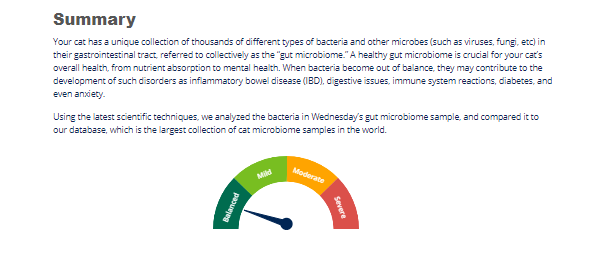 Summary
Your cat has a unique collection of thousands of different types of bacteria and other microbes (such as viruses, fungi, etc) in
their gastrointestinal tract, referred to collectively as the "gut microbiome." A healthy gut microbiome is crucial for your cat's
overall health, from nutrient absorption to mental health. When bacteria become out of balance, they may contribute to the
development of such disorders as inflammatory bowel disease (IBD), digestive issues, immune system reactions, diabetes, and
even anxiety.
Using the latest scientific techniques, we analyzed the bacteria in Wednesday's gut microbiome sample, and compared it to
our database, which is the largest collection of cat microbiome samples in the world.
Balanced
Mild
Moderate
Severe